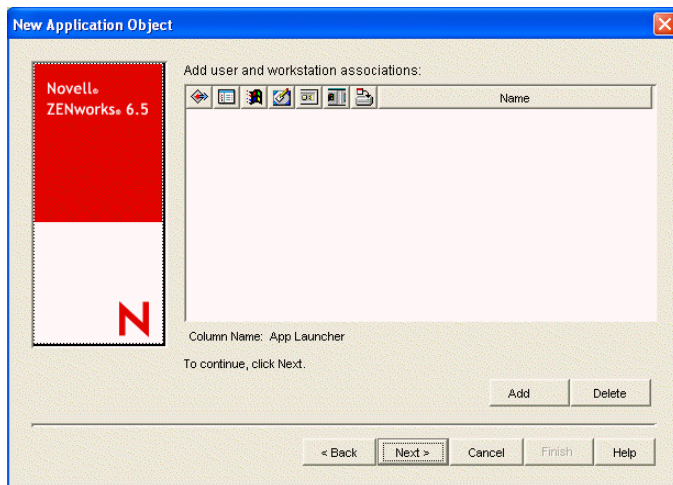 New Application Object
Novell®
ZENworks® 6.5
Add user and workstation associations:
Name
N
Column Name: App Launcher
To continue, click Next.
Add
Delete
< Back
Next >
Cancel
Finish
Help